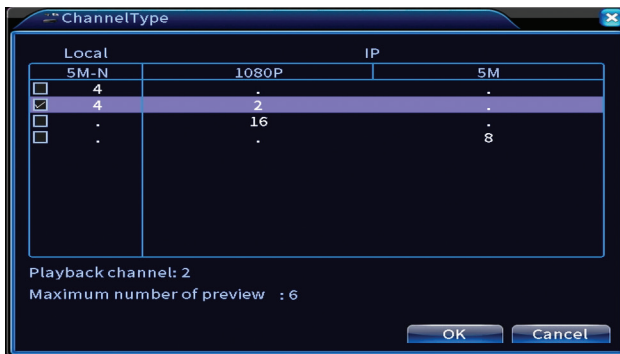 ChannelType
Local IP
5M-N 1080P 5M
4 . .
4 2 .
. 16 .
. . 8
Playback channel: 2
Maximum number of preview : 6
OK Cancel